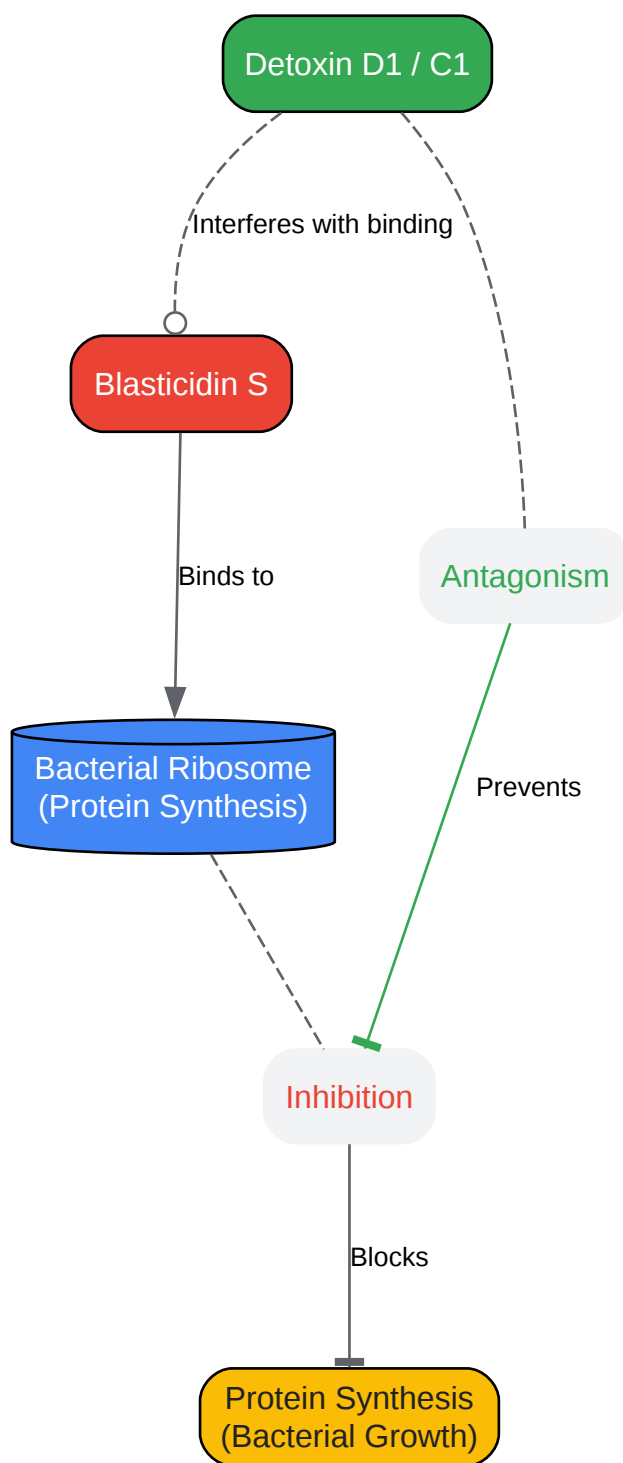 Detoxin D1 / C1
Interferes with binding
Blasticidin S
Binds to
Antagonism
Bacterial Ribosome
(Protein Synthesis)
Prevents
Inhibition
Blocks
Protein Synthesis
(Bacterial Growth)